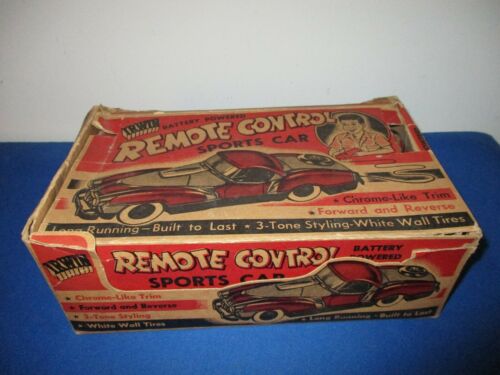 IRWIN
BATTERY POWERED
REMOTE CONTROL
SPORTS CAR
★ Chrome-Like Trim
★ Forward and Reverse
Long Running-Built to Last ★ 3-Tone Styling-White Wall Tires
IRWIN
REMOTE CONTROL
BATTERY
POWERED
SPORTS CAR
★ Chrome-Like Trim
★ Forward and Reverse
★ 3-Tone Styling
★ White Wall Tires
★ Long Running - Built to Last